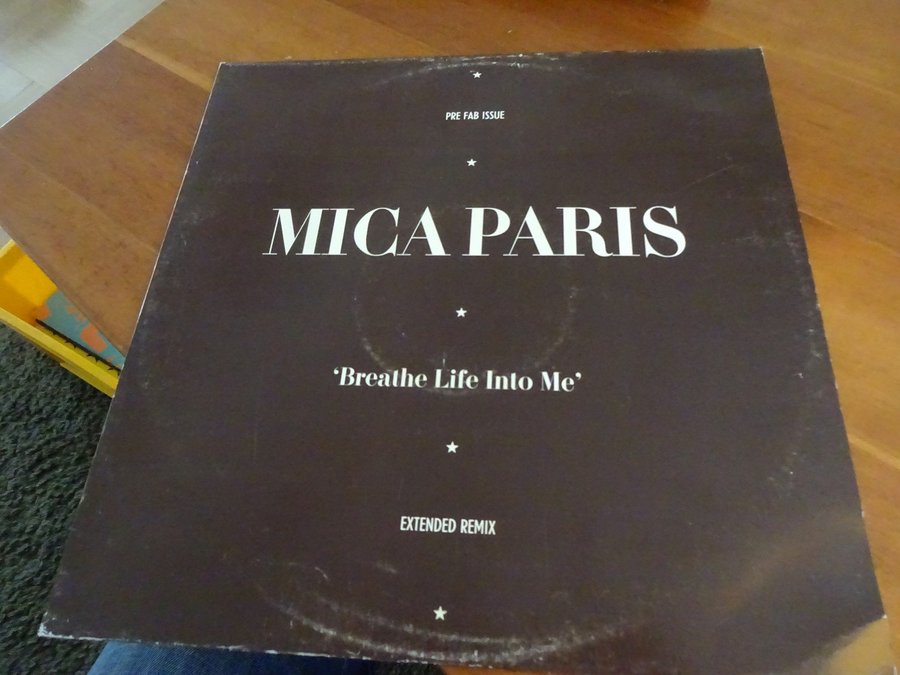 PRE FAB ISSUE
MICA PARIS
‘Breathe Life Into Me’
EXTENDED REMIX